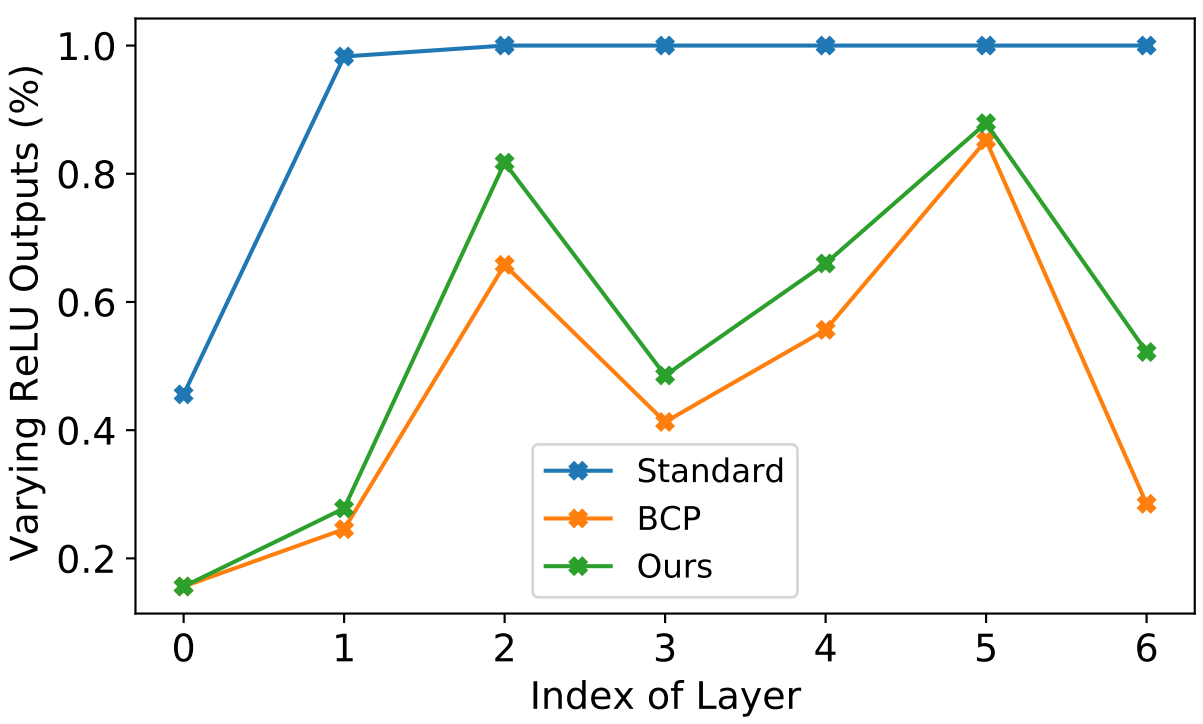 Varying ReLU Outputs (%)
1.0
0.8
0.6
0.4
0.2
Standard
BCP
Ours
0 1 2 3 4 5 6
Index of Layer